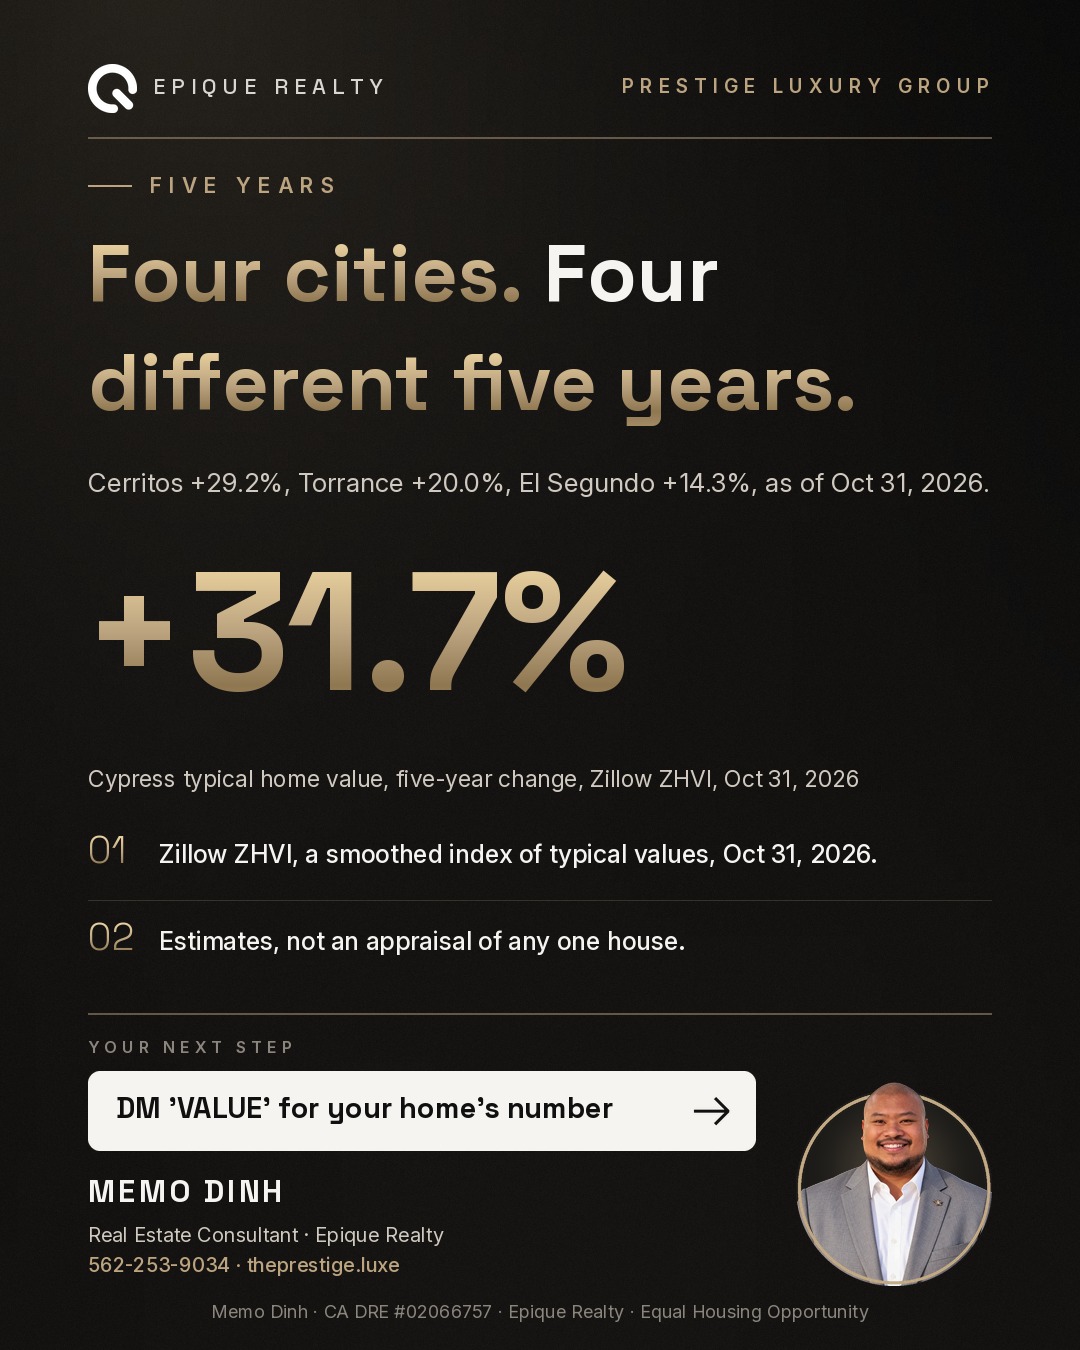 EPIQUE REALTY
PRESTIGE LUXURY GROUP
FIVE YEARS
Four cities. Four
different five years.
Cerritos +29.2%, Torrance +20.0%, El Segundo +14.3%, as of Oct 31, 2026.
+31.7%
Cypress typical home value, five-year change, Zillow ZHVI, Oct 31, 2026
01 Zillow ZHVI, a smoothed index of typical values, Oct 31, 2026.
02 Estimates, not an appraisal of any one house.
YOUR NEXT STEP
DM ’VALUE’ for your home’s number →
MEMO DINH
Real Estate Consultant · Epique Realty
562-253-9034 · theprestige.luxe
Memo Dinh · CA DRE #02066757 · Epique Realty · Equal Housing Opportunity